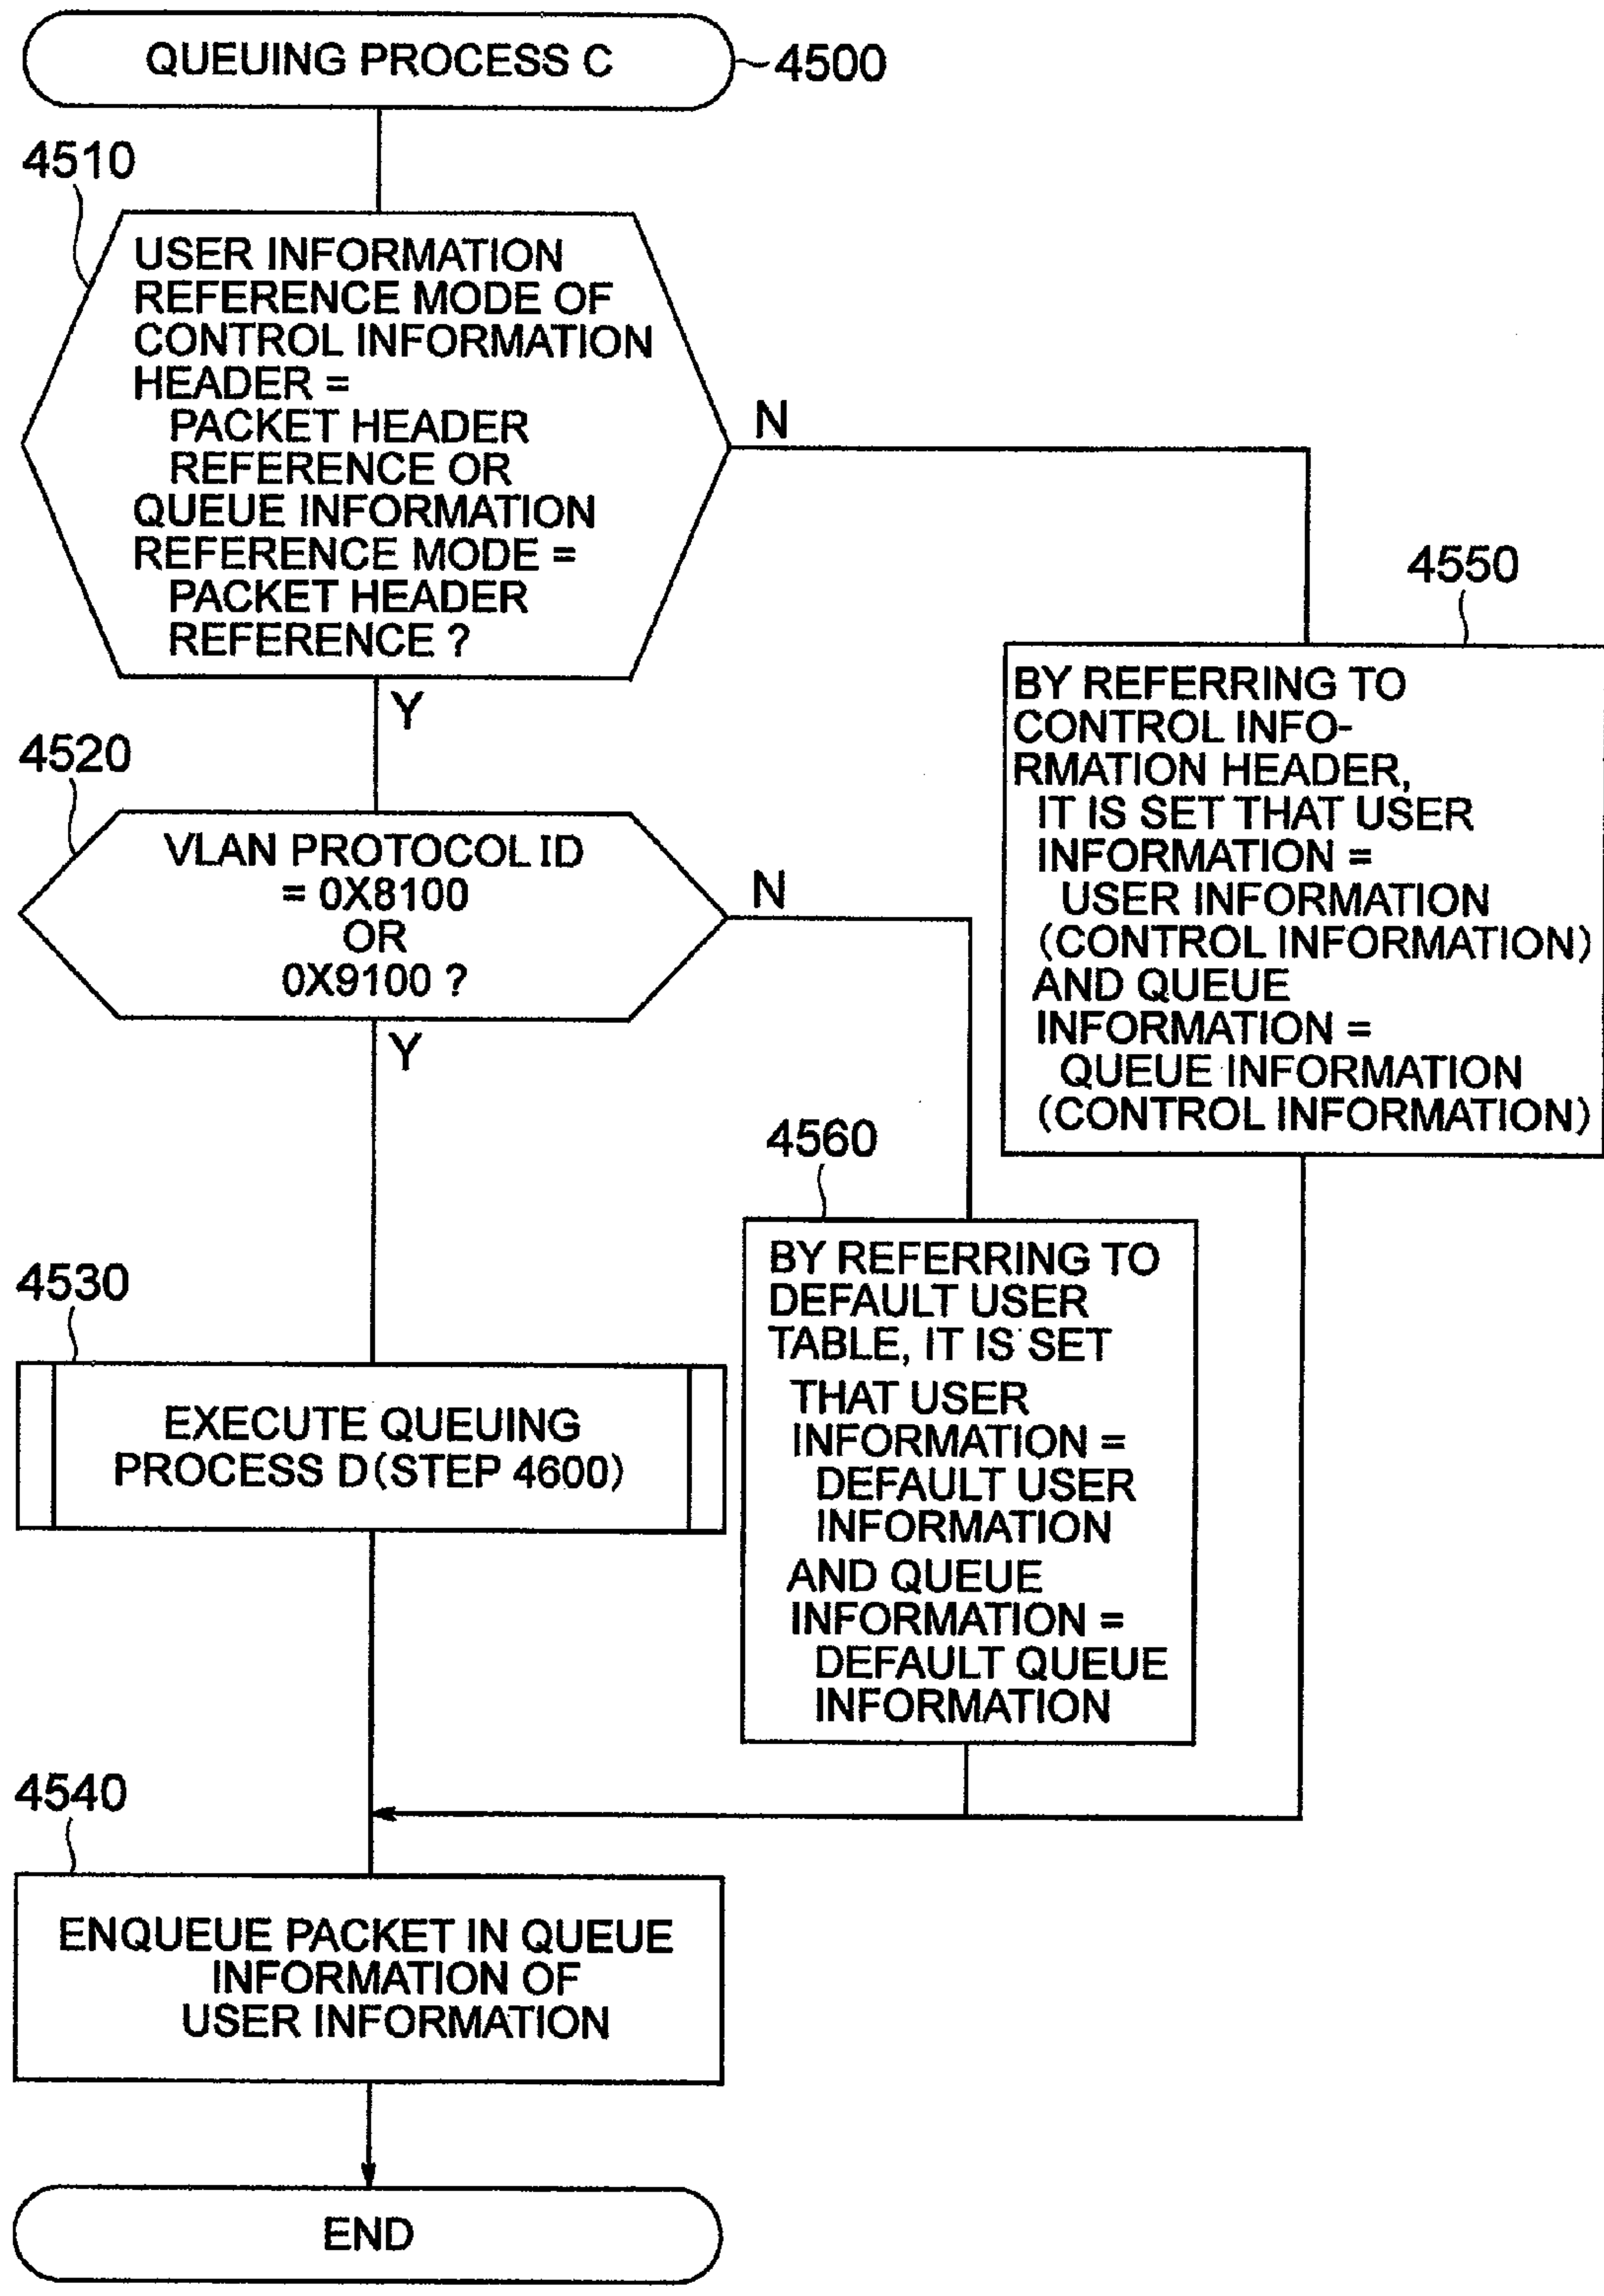 QUEUING PROCESS C
4500
4510
USER INFORMATION
REFERENCE MODE OF
CONTROL INFORMATION
HEADER =
PACKET HEADER
REFERENCE OR
QUEUE INFORMATION
REFERENCE MODE =
PACKET HEADER
REFERENCE ?
N
Y
4550
BY REFERRING TO
CONTROL INFO-
RMATION HEADER,
IT IS SET THAT USER
INFORMATION =
USER INFORMATION
(CONTROL INFORMATION)
AND QUEUE
INFORMATION =
QUEUE INFORMATION
(CONTROL INFORMATION)
4520
VLAN PROTOCOL ID
= 0X8100
OR
0X9100 ?
N
Y
4560
BY REFERRING TO
DEFAULT USER
TABLE, IT IS SET
THAT USER
INFORMATION =
DEFAULT USER
INFORMATION
AND QUEUE
INFORMATION =
DEFAULT QUEUE
INFORMATION
4530
EXECUTE QUEUING
PROCESS D(STEP 4600)
4540
ENQUEUE PACKET IN QUEUE
INFORMATION OF
USER INFORMATION
END